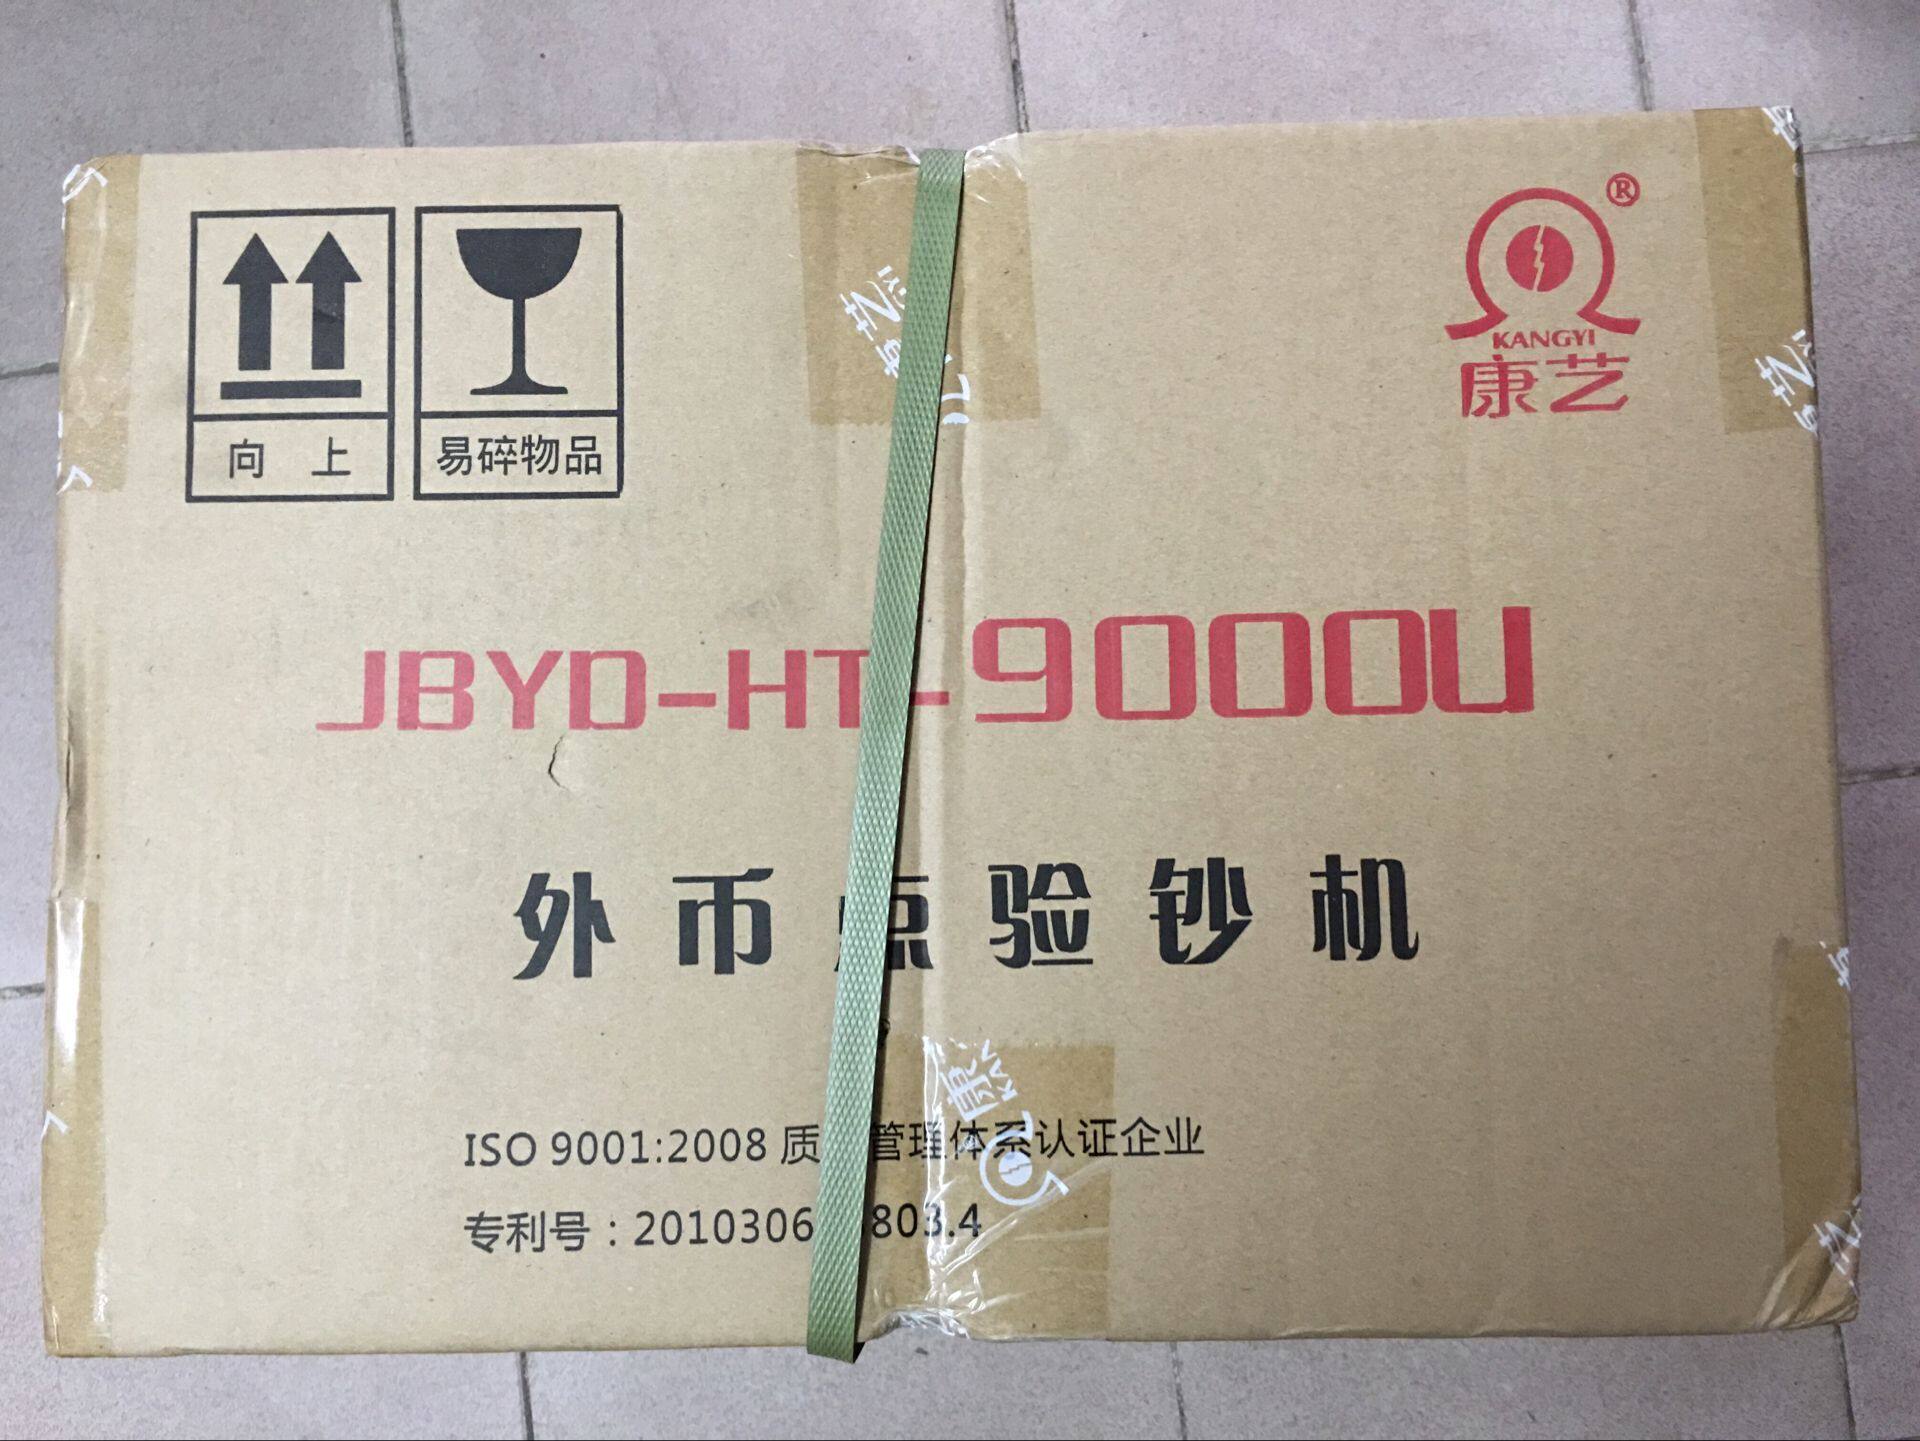 向 上
易碎物品
®
KANGYI
康艺
JBYD-HT-9000U
外币点验钞机
ISO 9001:2008 质 管理体系认证企业
专利号：2010306 803.4